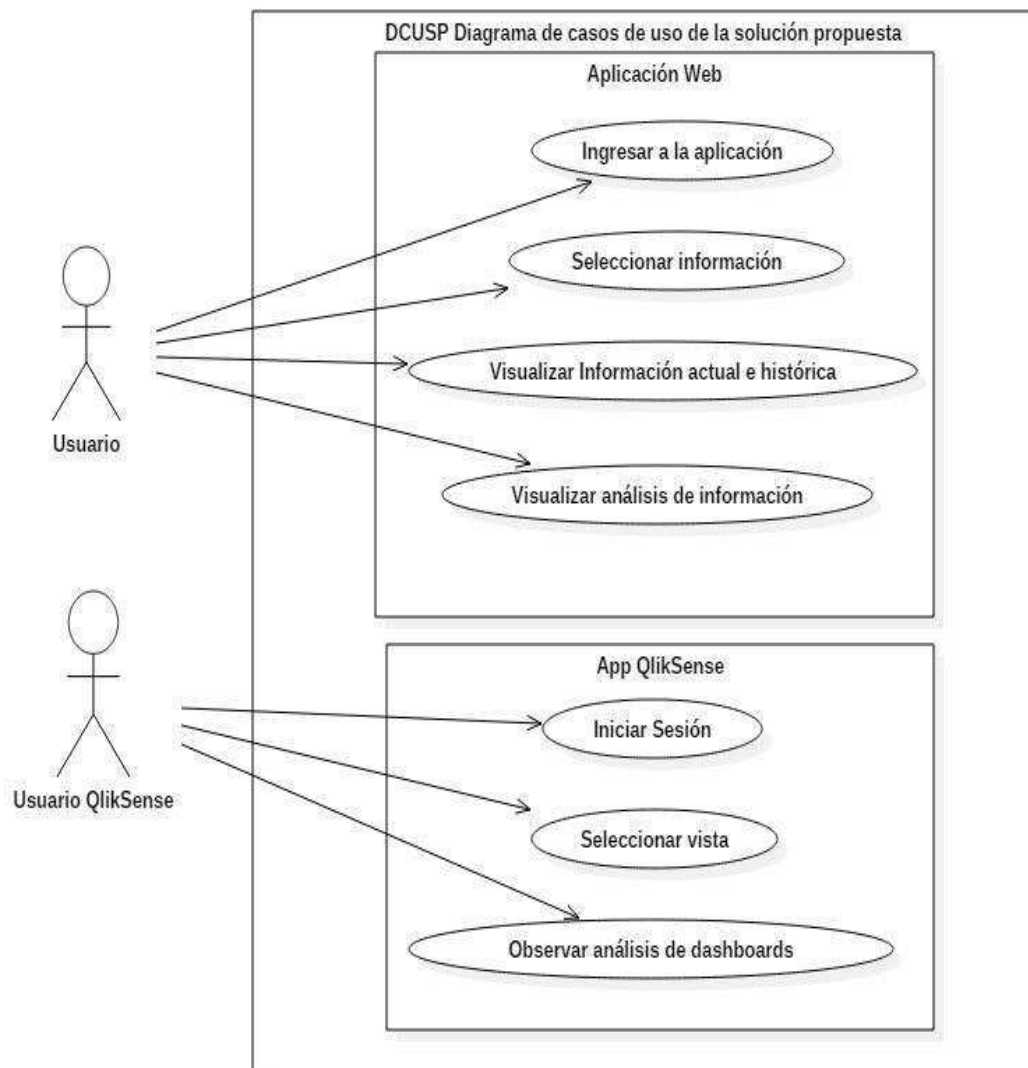 DCUSP Diagrama de casos de uso de la solución propuesta
Aplicación Web
Ingresar a la aplicación
Seleccionar información
Visualizar Información actual e histórica
Usuario
Visualizar análisis de información
App QlikSense
Iniciar Sesión
Usuario QlikSense
Seleccionar vista
Observar análisis de dashboards